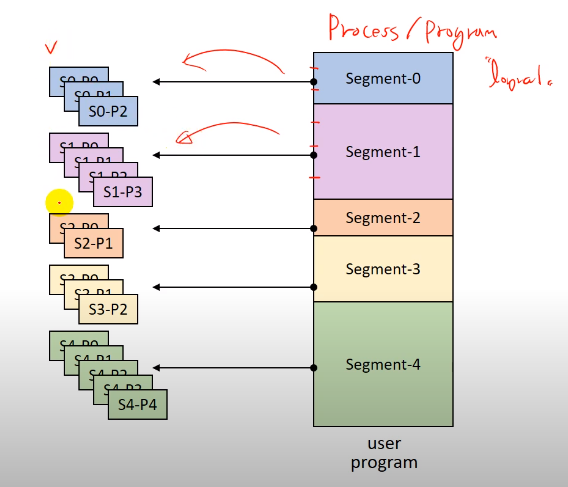 Process/Program
"logical.
Segment-0
S0-P0
S0-P1
S0-P2
Segment-1
S1-P0
S1-P1
S1-P2
S1-P3
Segment-2
S2-P0
S2-P1
Segment-3
S3-P0
S3-P1
S3-P2
Segment-4
S4-P0
S4-P1
S4-P2
S4-P3
S4-P4
user
program